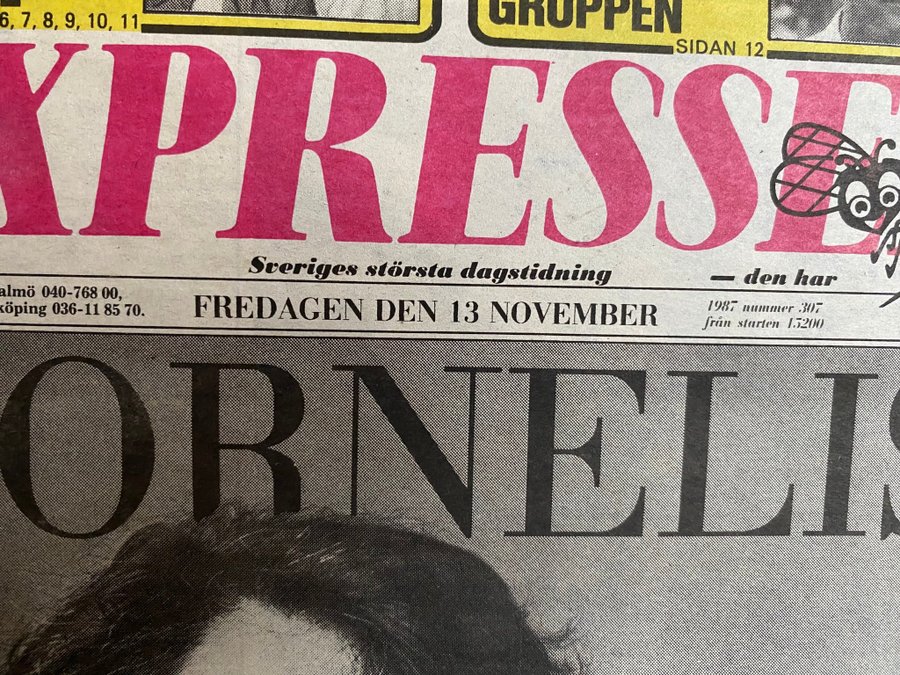 6, 7, 8, 9, 10, 11
GRUPPEN
SIDAN 12
XPRESSE
Sveriges största dagstidning — den har
almö 040-768 00,
köping 036-11 85 70.
FREDAGEN DEN 13 NOVEMBER
1987 nummer 307
från starten 15200
ORNELIS